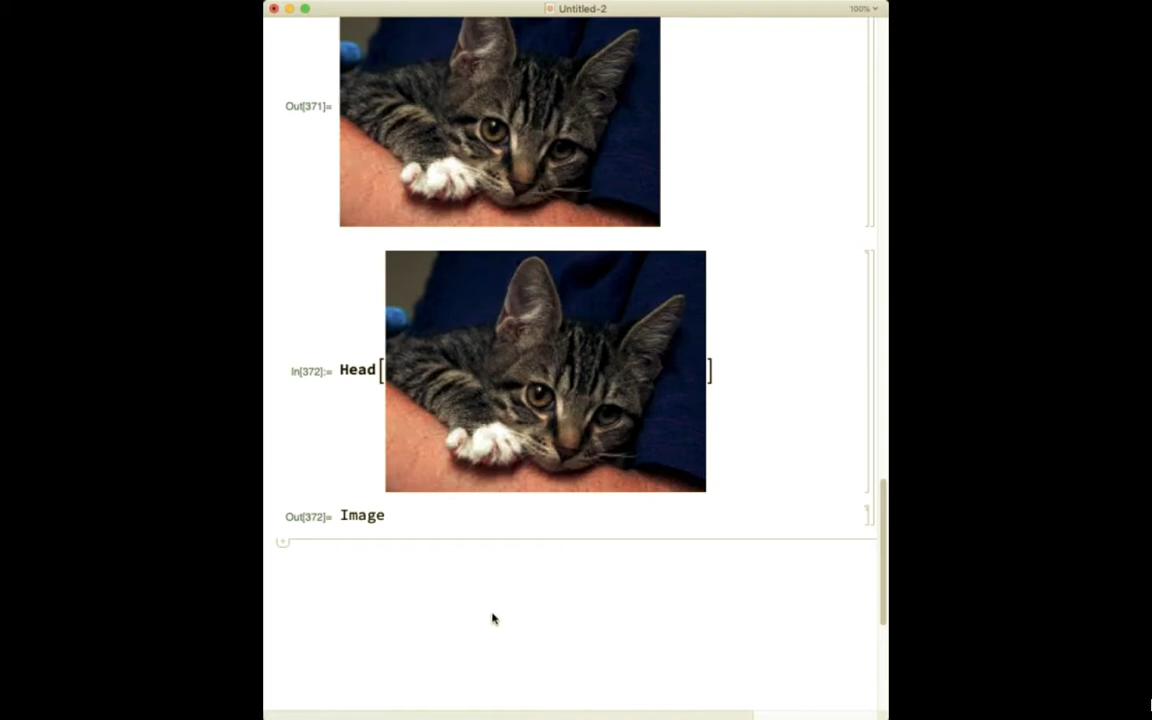 Untitled-2
100%
Out[371]=
In[372]:= Head[ ]
Out[372]= Image